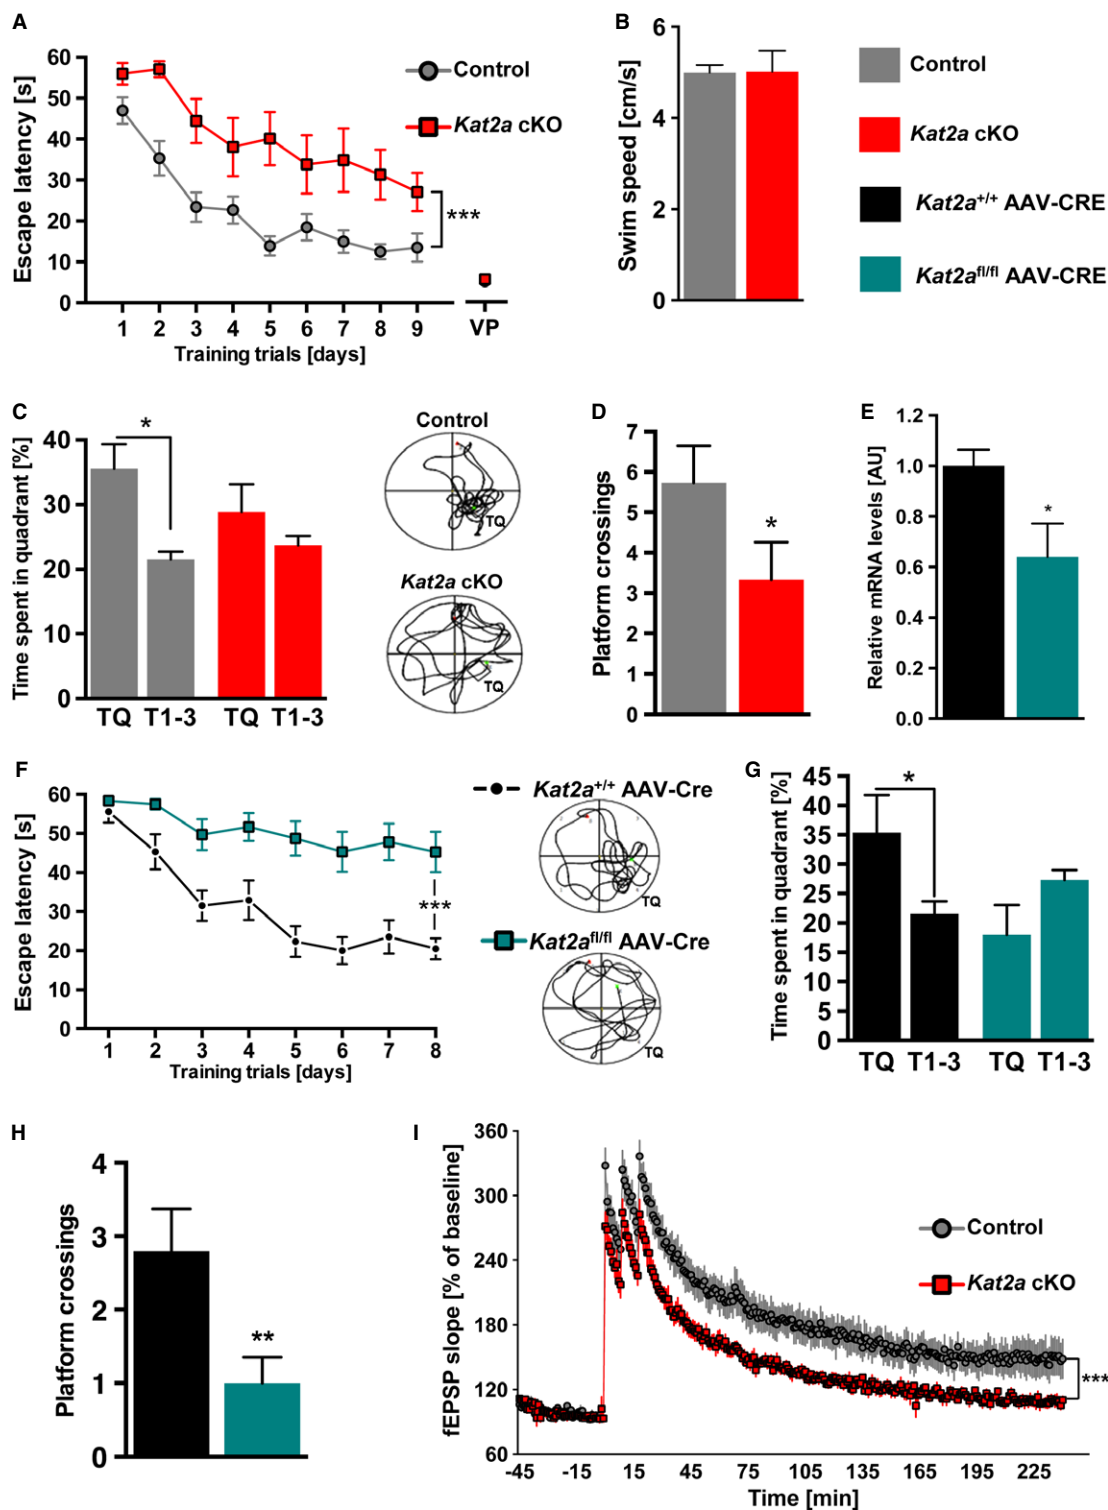 A
60
50
40
30
20
10
0
Escape latency [s]
Control
Kat2a cKO
***
1 2 3 4 5 6 7 8 9 VP
Training trials [days]
B
6
4
2
0
Swim speed [cm/s]
Control
Kat2a cKO
Kat2a+/+ AAV-CRE
Kat2afl/fl AAV-CRE
C
40
30
20
10
0
Time spent in quadrant [%]
*
TQ T1-3 TQ T1-3
Control
TQ
Kat2a cKO
TQ
D
7
6
5
4
3
2
1
0
Platform crossings
*
E
1.2
1.0
0.8
0.6
0.4
0.2
0.0
Relative mRNA levels [AU]
*
F
60
50
40
30
20
10
0
Escape latency [s]
***
1 2 3 4 5 6 7 8
Training trials [days]
Kat2a+/+ AAV-Cre
TQ
Kat2afl/fl AAV-Cre
TQ
G
45
40
35
30
25
20
15
10
5
0
Time spent in quadrant [%]
*
TQ T1-3 TQ T1-3
H
4
3
2
1
0
Platform crossings
**
I
360
300
240
180
120
60
fEPSP slope [% of baseline]
Control
Kat2a cKO
***
-45 -15 15 45 75 105 135 165 195 225
Time [min]